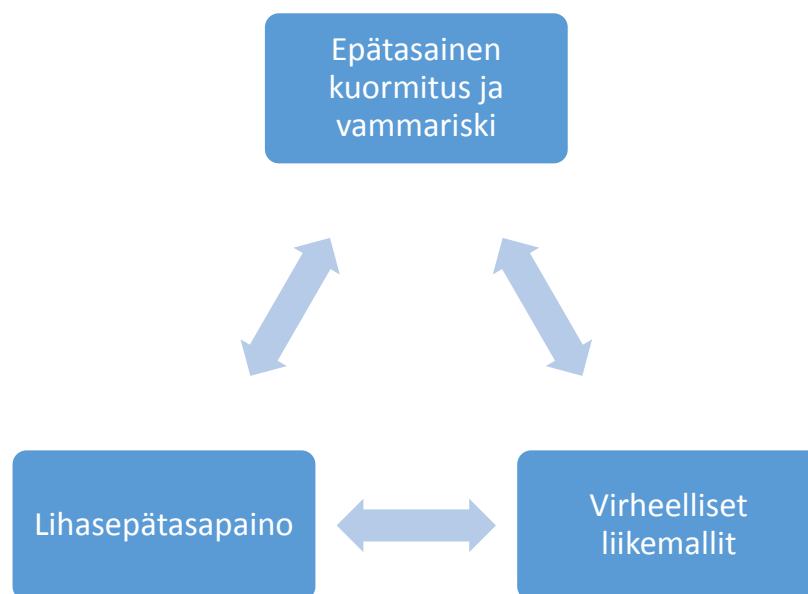 Epätasainen
kuormitus ja
vammariski
Lihasepätasapaino
Virheelliset
liikemallit